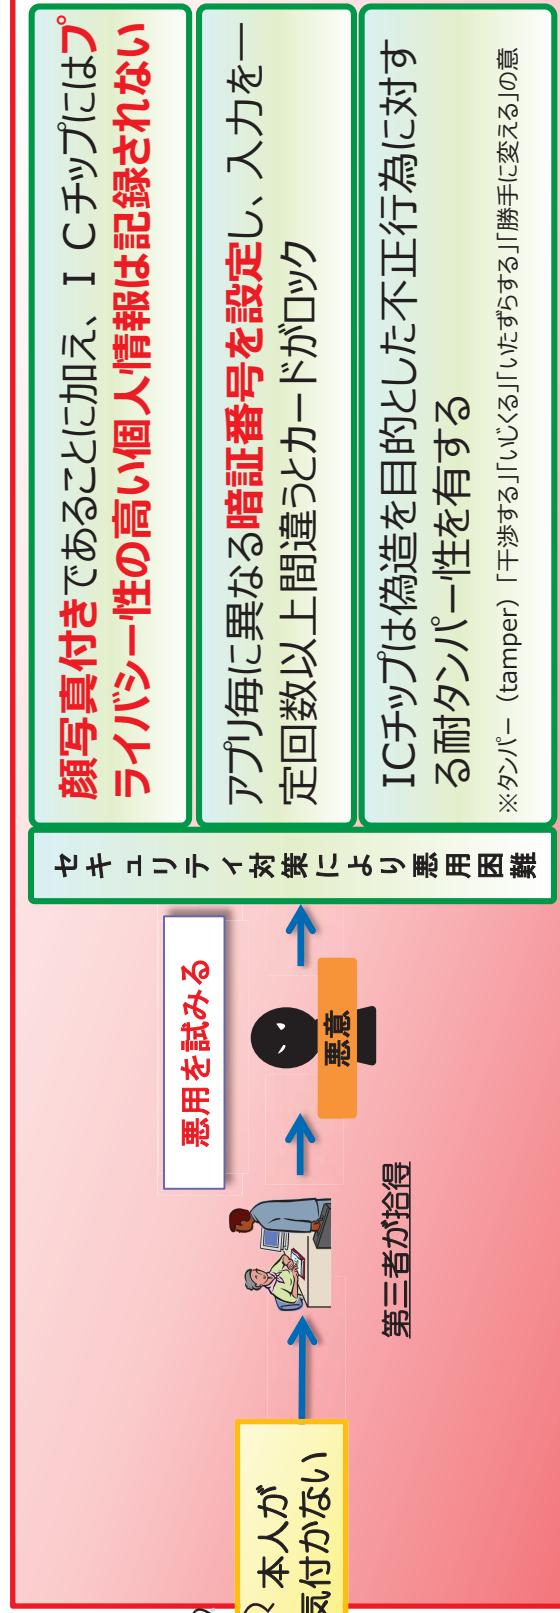 本人が
気付かない
第三者が拾得
悪用を試みる
悪意
セキュリティ対策により悪用困難
顔写真付きであることに加え、ＩＣチップにはプ
ライバシー性の高い個人情報は記録されない
アプリ毎に異なる暗証番号を設定し、入力を一
定回数以上間違うとカードがロック
ICチップは偽造を目的とした不正行為に対す
る耐タンパー性を有する
※タンパー（tamper）「干渉する」「いじくる」「いたずらする」「勝手に変える」の意